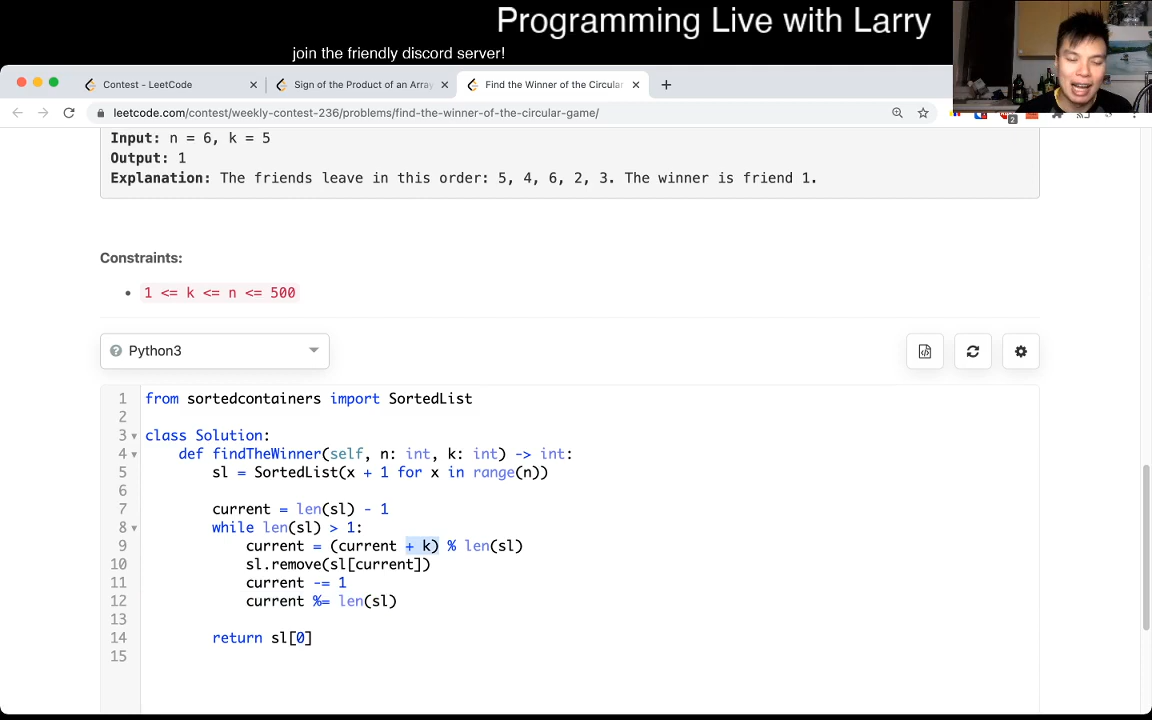 Programming Live with Larry
join the friendly discord server!
Contest - LeetCode
Sign of the Product of an Array
Find the Winner of the Circular
leetcode.com/contest/weekly-contest-236/problems/find-the-winner-of-the-circular-game/
2
Input: n = 6, k = 5
Output: 1
Explanation: The friends leave in this order: 5, 4, 6, 2, 3. The winner is friend 1.
Constraints:
• 1 <= k <= n <= 500
Python3
1 from sortedcontainers import SortedList
2
3 class Solution:
4 def findTheWinner(self, n: int, k: int) -> int:
5 sl = SortedList(x + 1 for x in range(n))
6
7 current = len(sl) - 1
8 while len(sl) > 1:
9 current = (current + k) % len(sl)
10 sl.remove(sl[current])
11 current -= 1
12 current %= len(sl)
13
14 return sl[0]
15